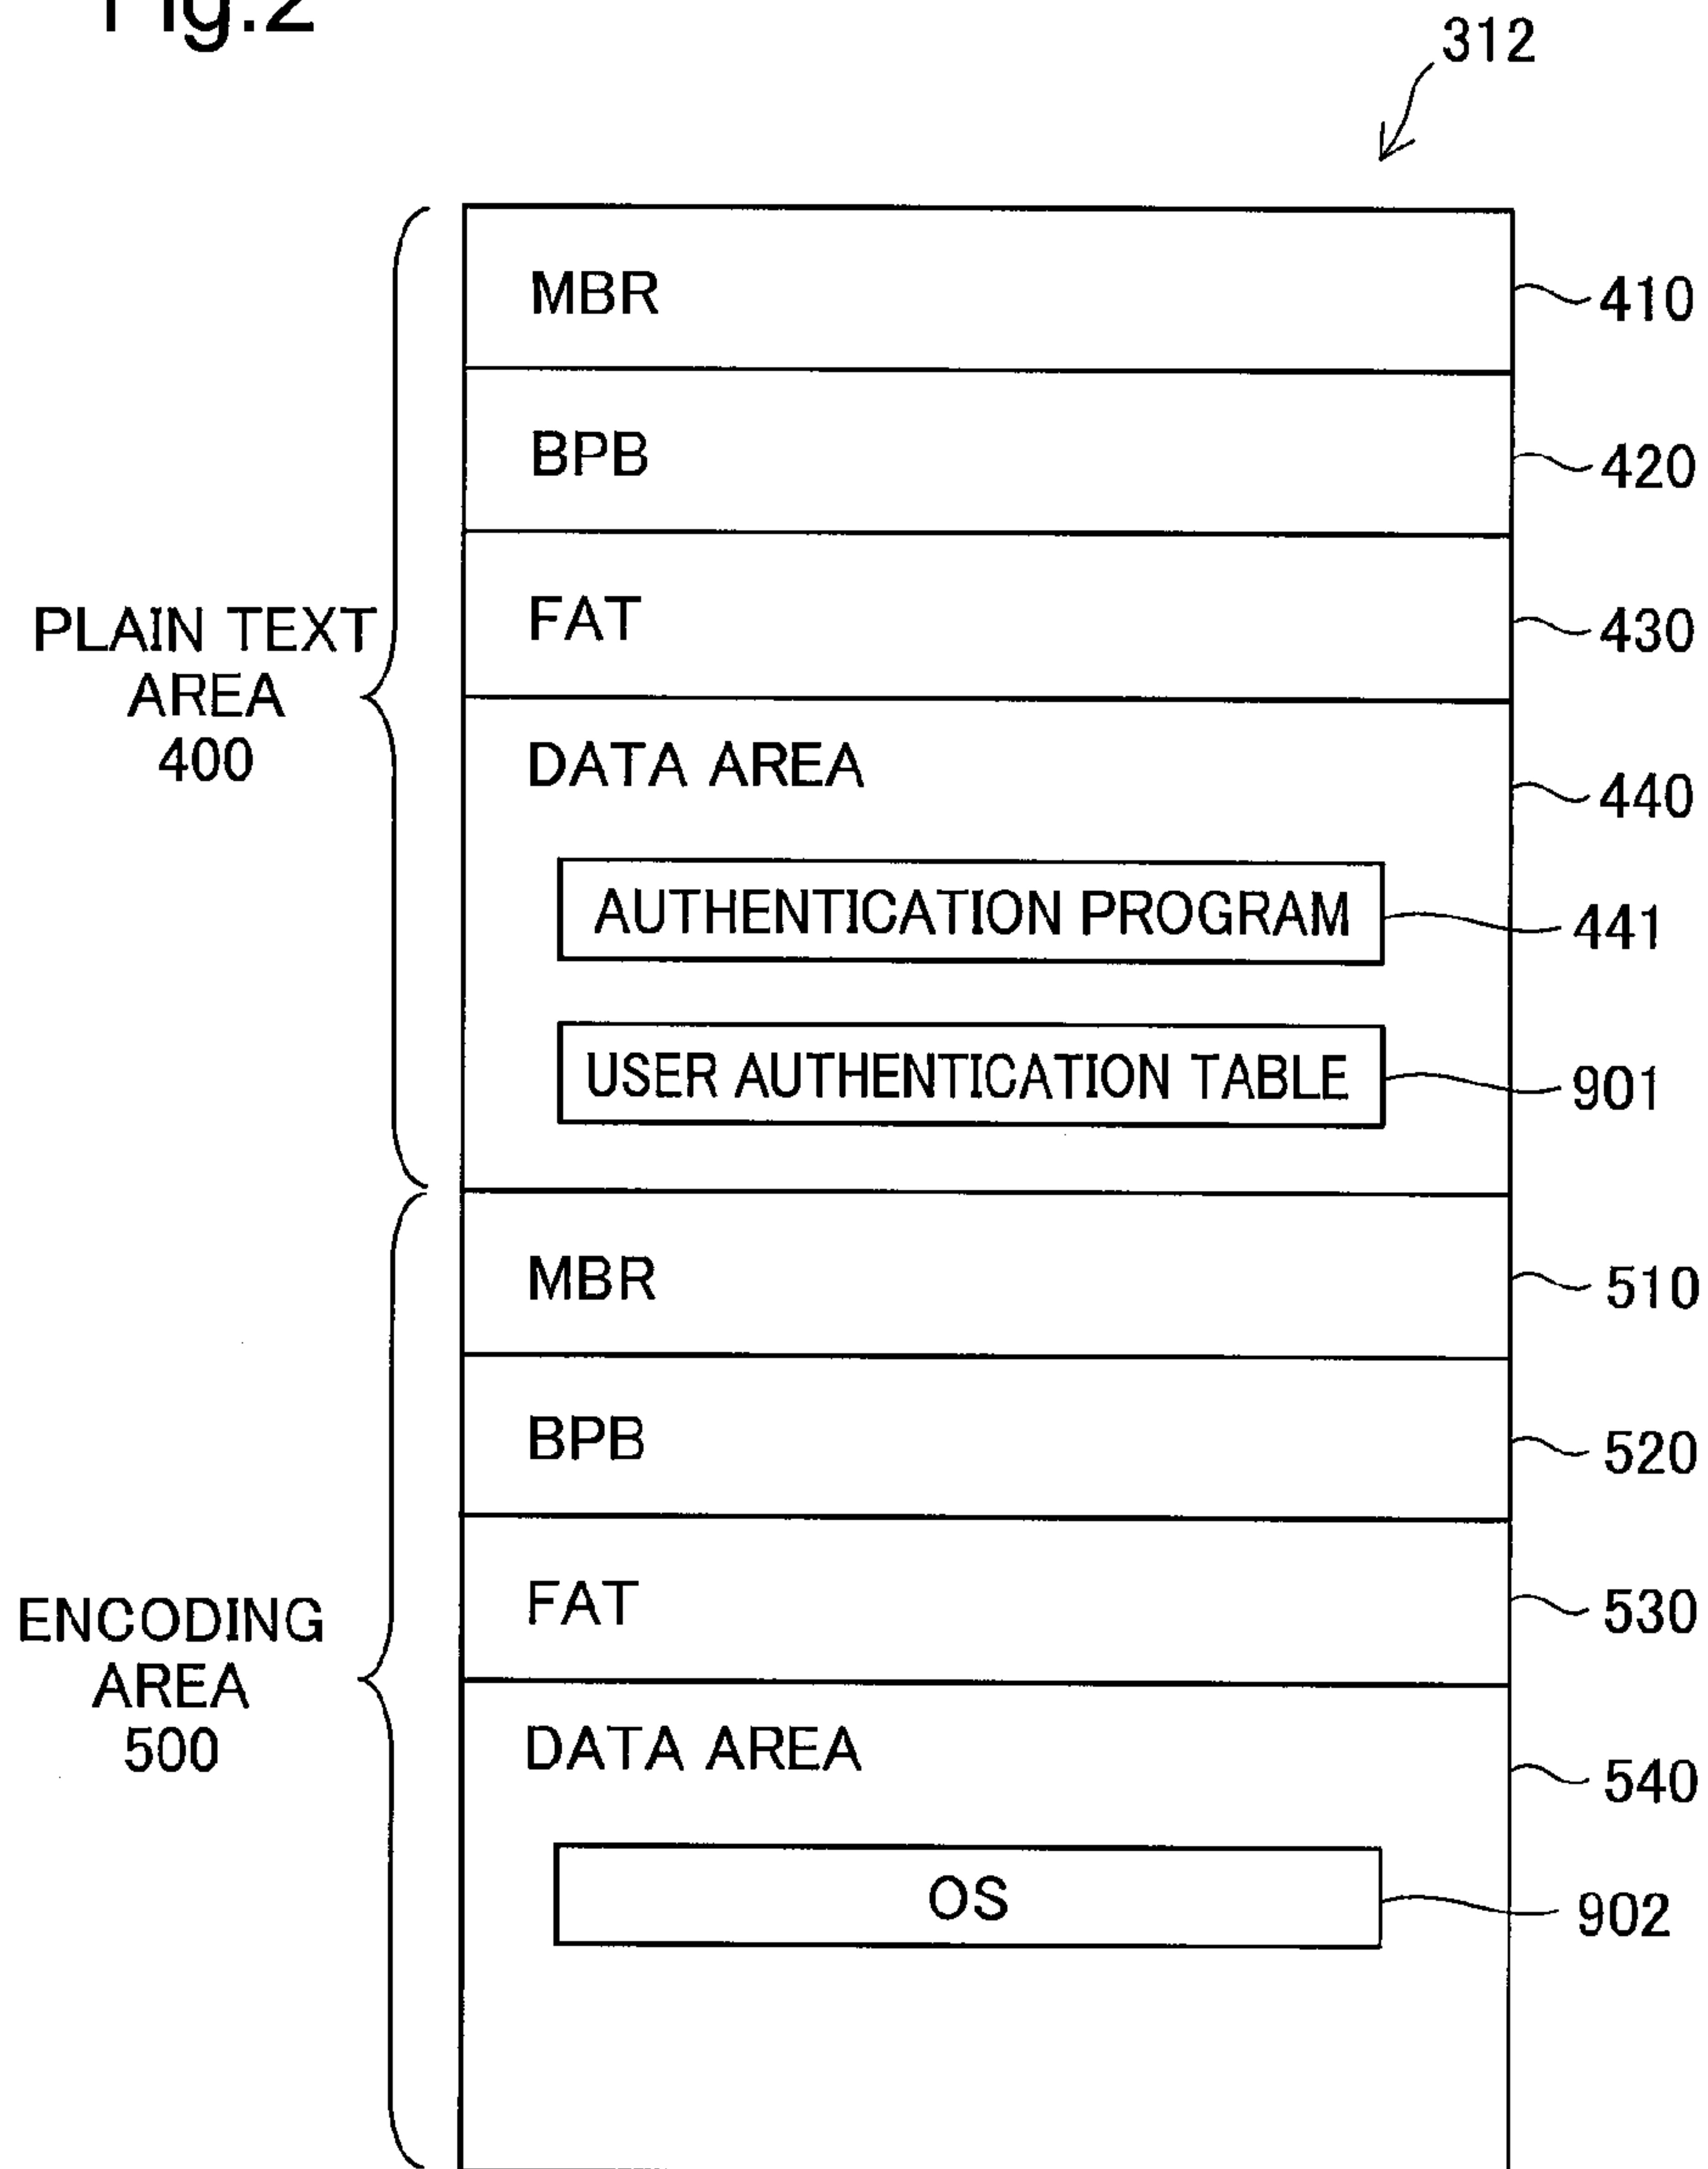 Fig.2
312
MBR
410
BPB
420
FAT
430
PLAIN TEXT
AREA
400
DATA AREA
440
AUTHENTICATION PROGRAM
441
USER AUTHENTICATION TABLE
901
MBR
510
BPB
520
FAT
530
ENCODING
AREA
500
DATA AREA
540
OS
902